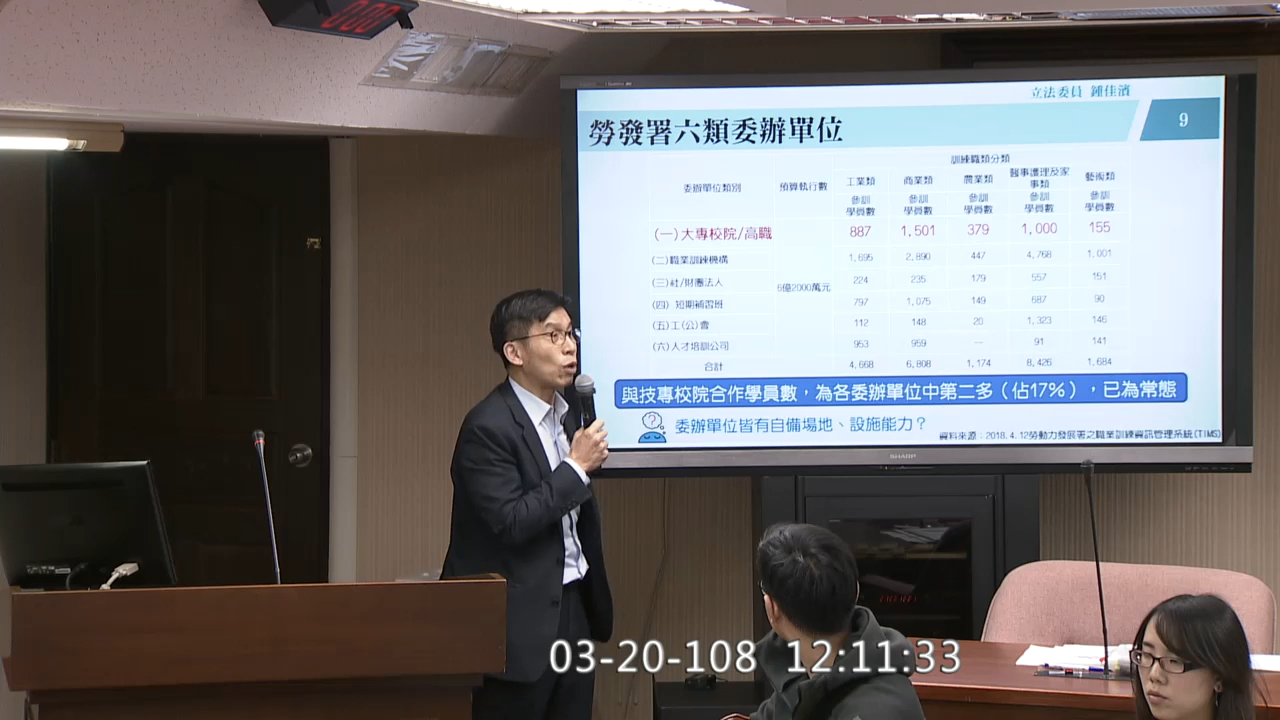 立法委員 鍾佳濱
勞發署六類委辦單位
9
訓練職類分類
委辦單位類別 預算執行數 工業類 商業類 農業類 醫事護理及家事類 藝術類
參訓學員數 參訓學員數 參訓學員數 參訓學員數 參訓學員數
(一)大專校院/高職 887 1,501 379 1,000 155
(二)職業訓練機構 1,695 2,890 447 4,768 1,001
(三)社/財團法人 224 235 179 557 151
6億2000萬元
(四) 短期補習班 797 1,075 149 687 90
(五)工(公)會 112 148 20 1,323 146
(六)人才培訓公司 953 959 — 91 141
合計 4,668 6,808 1,174 8,426 1,684
與技專校院合作學員數，為各委辦單位中第二多（佔17%），已為常態
委辦單位皆有自備場地、設施能力？
資料來源：2018.4.12勞動力發展署之職業訓練資訊管理系統(TIMS)
SHARP
03-20-108 12:11:33